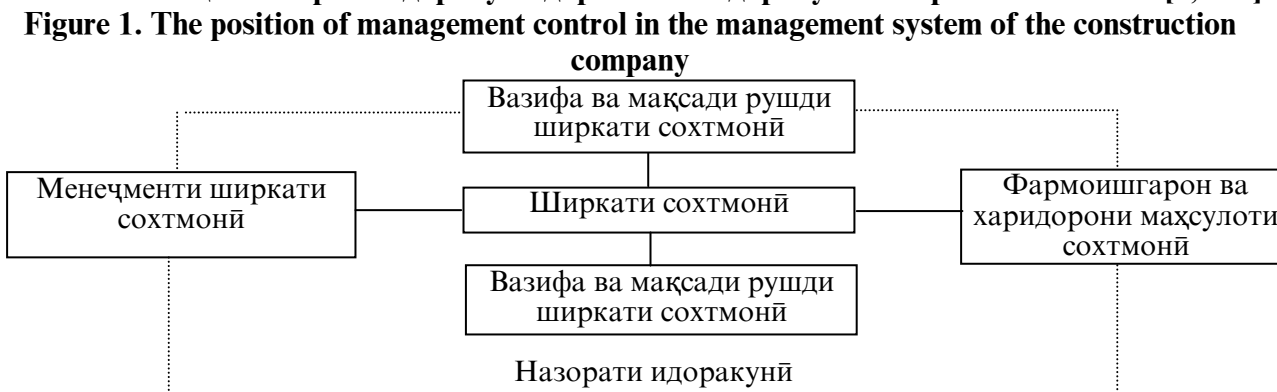 Figure 1. The position of management control in the management system of the construction
company
Вазифа ва мақсади рушди
ширкати сохтмонӣ
Менеҷменти ширкати
сохтмонӣ
Ширкати сохтмонӣ
Фармоишгарон ва
харидорони маҳсулоти
сохтмонӣ
Вазифа ва мақсади рушди
ширкати сохтмонӣ
Назорати идоракунӣ